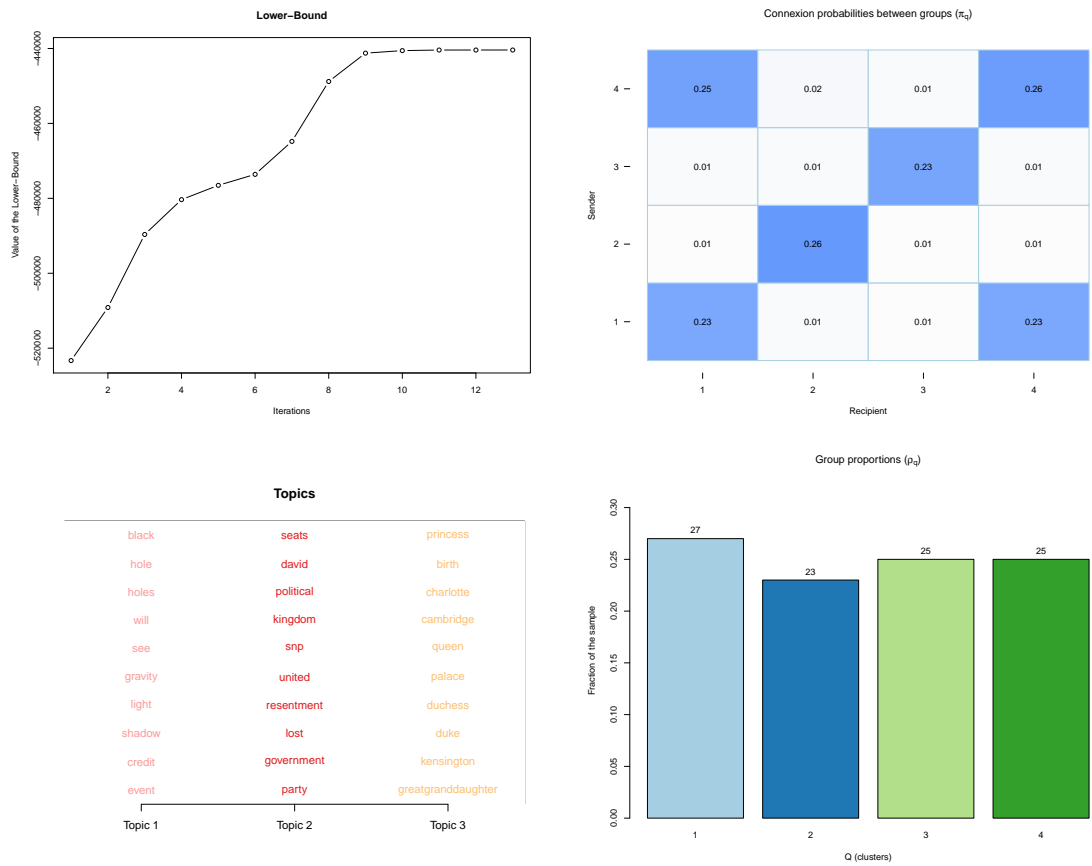 Lower−Bound
Value of the Lower−Bound
−440000
−460000
−480000
−500000
−520000
2 4 6 8 10 12
Iterations
Connexion probabilities between groups (πq)
Sender
4 0.25 0.02 0.01 0.26
3 0.01 0.01 0.23 0.01
2 0.01 0.26 0.01 0.01
1 0.23 0.01 0.01 0.23
1 2 3 4
Recipient
Topics
black seats princess
hole david birth
holes political charlotte
will kingdom cambridge
see snp queen
gravity united palace
light resentment duchess
shadow lost duke
credit government kensington
event party greatgranddaughter
Topic 1 Topic 2 Topic 3
Group proportions (ρq)
Fraction of the sample
0.30
0.25
0.20
0.15
0.10
0.05
0.00
27 23 25 25
1 2 3 4
Q (clusters)